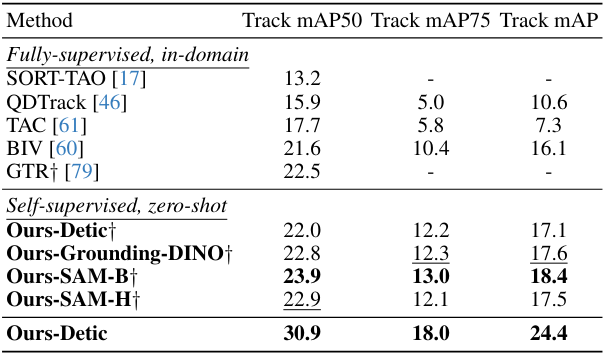 Method Track mAP50 Track mAP75 Track mAP
Fully-supervised, in-domain
SORT-TAO [17] 13.2 - -
QDTrack [46] 15.9 5.0 10.6
TAC [61] 17.7 5.8 7.3
BIV [60] 21.6 10.4 16.1
GTR† [79] 22.5 - -
Self-supervised, zero-shot
Ours-Detic† 22.0 12.2 17.1
Ours-Grounding-DINO† 22.8 12.3 17.6
Ours-SAM-B† 23.9 13.0 18.4
Ours-SAM-H† 22.9 12.1 17.5
Ours-Detic 30.9 18.0 24.4